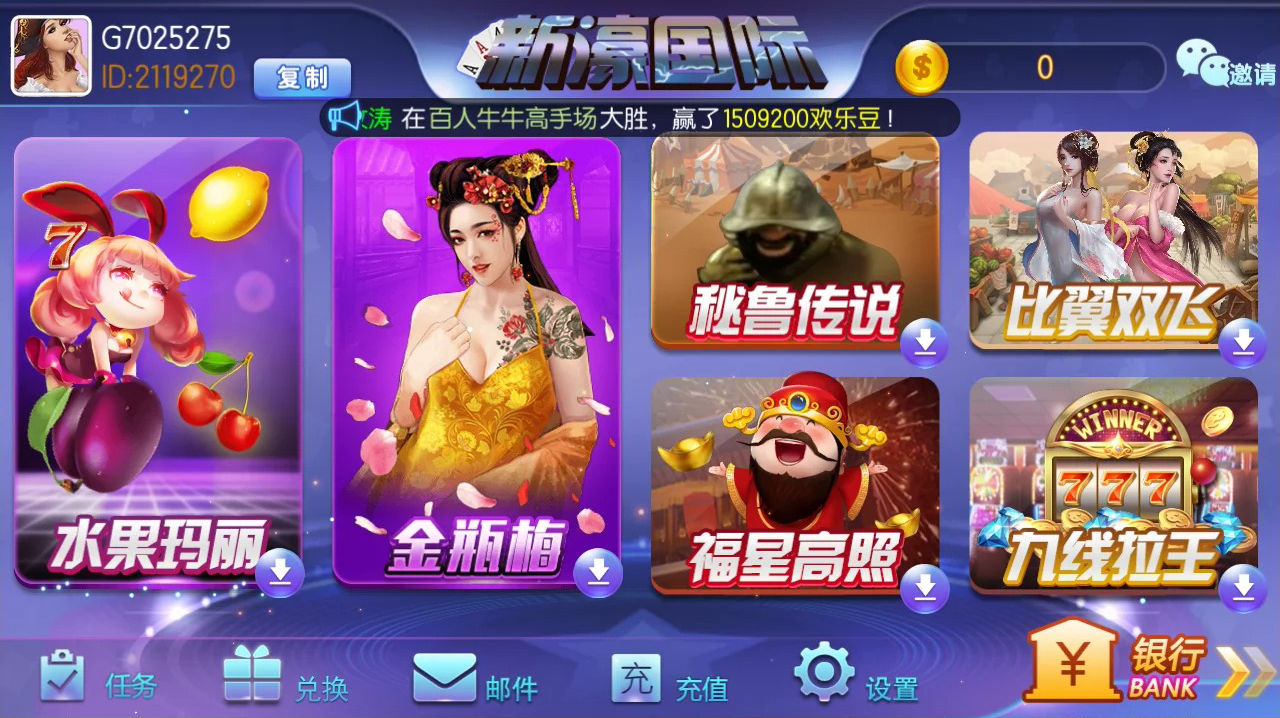 G7025275
ID:2119270
复制
新濠国际
0
邀请
涛 在百人牛牛高手场大胜，赢了1509200欢乐豆！
7
水果玛丽
金瓶梅
秘鲁传说
比翼双飞
福星高照
WINNER
777
九线拉王
任务
兑换
邮件
充
充值
设置
¥
银行
BANK